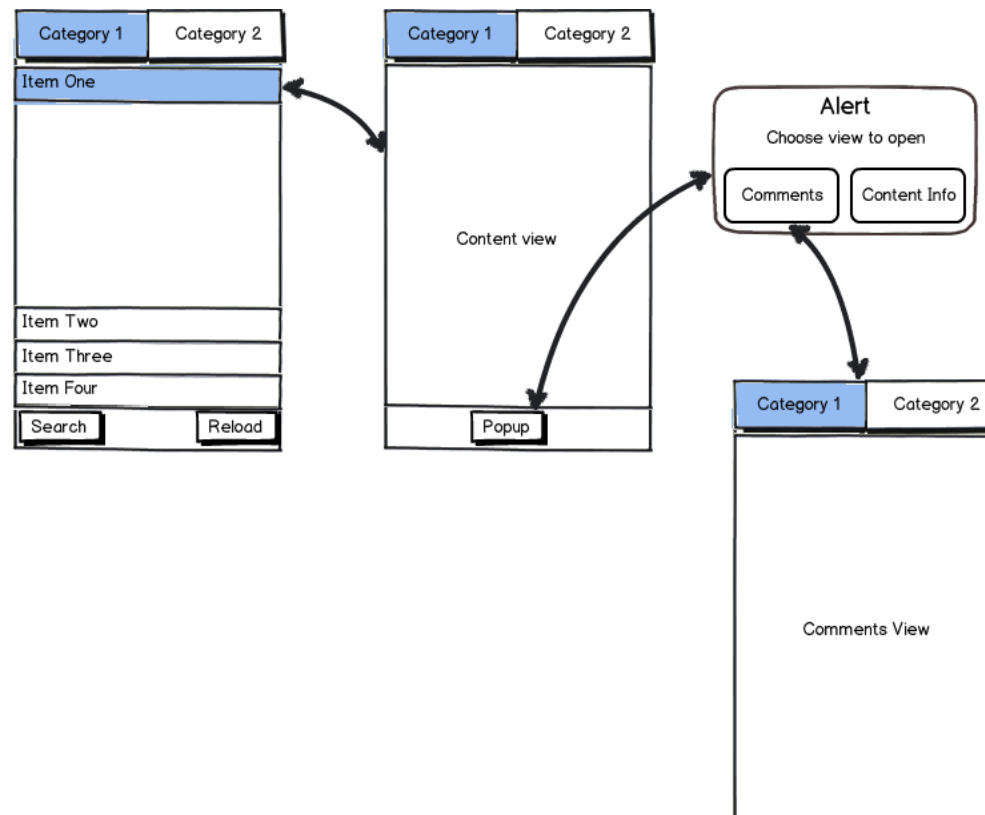 Category 1
Category 2
Item One
Item Two
Item Three
Item Four
Search
Reload
Category 1
Category 2
Content view
Popup
Alert
Choose view to open
Comments
Content Info
Category 1
Category 2
Comments View